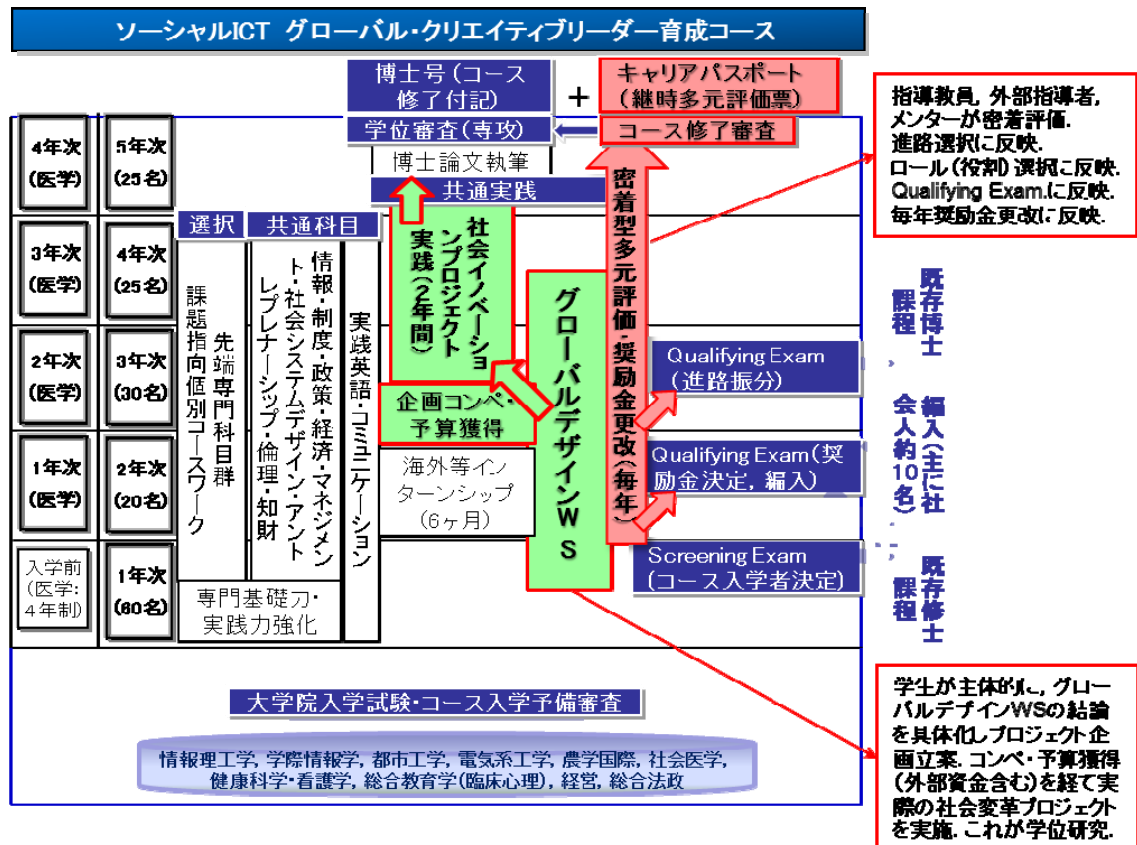 ソーシャルICT グローバル・クリエイティブリーダー育成コース
博士号(コース
修了付記)
+
キャリアパスポート
(継時多元評価票)
学位審査(専攻)
コース修了審査
博士論文執筆
共通実践
4年次
(医学)
5年次
(25名)
3年次
(医学)
4年次
(25名)
2年次
(医学)
3年次
(30名)
1年次
(医学)
2年次
(20名)
入学前
(医学:
4年制)
1年次
(60名)
選択
共通科目
先端専門科目群
課題指向個別コースワーク
情報・制度・政策・経済・マネジメン
ト・社会システムデザイン・アント
レプレナーシップ・倫理・知財
実践英語・コミュニケーション
専門基礎力・
実践力強化
社会イノベーショ
ンプロジェクト
実践(2年間)
企画コンペ・
予算獲得
海外等イン
ターンシップ
(6ヶ月)
グローバルデザインWS
密着型多元評価・奨励金更改(毎年)
Qualifying Exam
(進路振分)
Qualifying Exam(奨
励金決定, 編入)
Screening Exam
(コース入学者決定)
指導教員, 外部指導者,
メンターが密着評価.
進路選択に反映.
ロール(役割)選択に反映.
Qualifying Exam.に反映.
毎年奨励金更改に反映.
既存博士
課程
編入(主に社
会人約10名)
既存修士
課程
学生が主体的に, グロー
バルデザインWSの結論
を具体化しプロジェクト企
画立案. コンペ・予算獲得
(外部資金含む)を経て実
際の社会変革プロジェクト
を実施. これが学位研究.
大学院入学試験・コース入学予備審査
情報理工学, 学際情報学, 都市工学, 電気系工学, 農学国際, 社会医学,
健康科学・看護学, 総合教育学(臨床心理), 経営, 総合法政